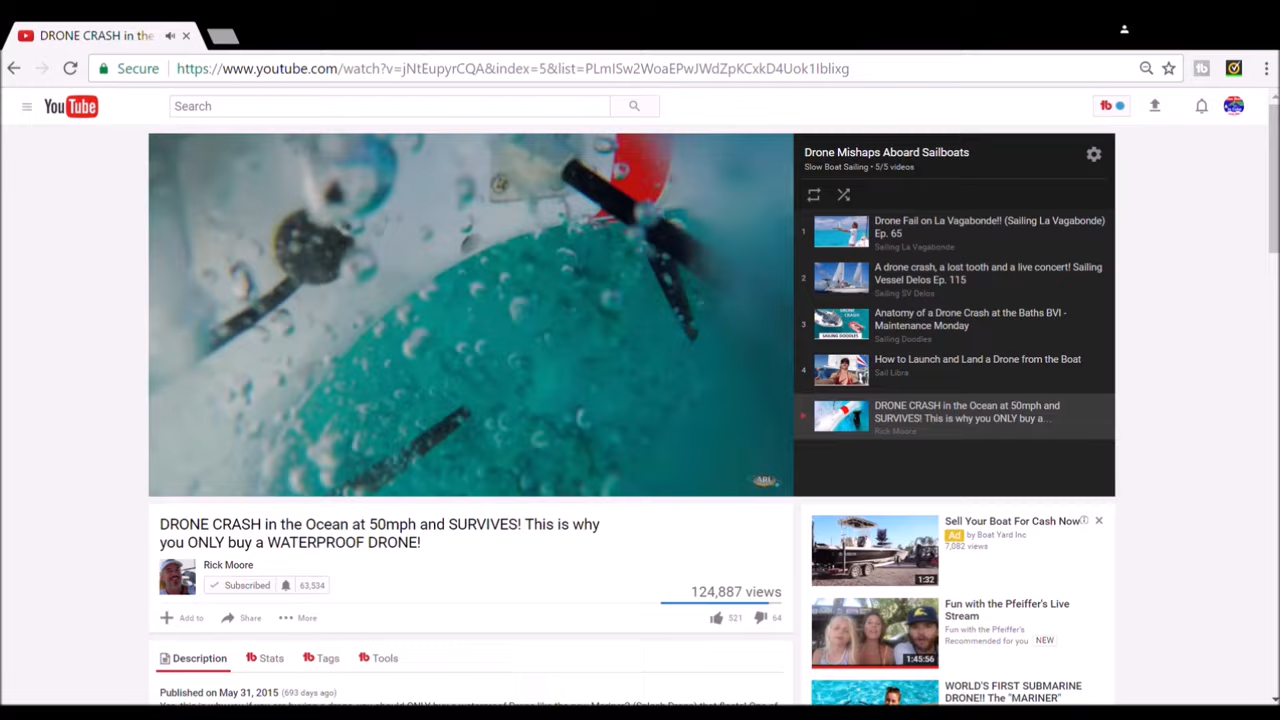 DRONE CRASH in the
Secure https://www.youtube.com/watch?v=jNtEupyrCQA&index=5&list=PLmISw2WoaEPwJWdZpKCxkD4Uok1Iblixg
YouTube
Search
Drone Mishaps Aboard Sailboats
Slow Boat Sailing • 5/5 videos
1
Drone Fail on La Vagabonde!! (Sailing La Vagabonde)
Ep. 65
Sailing La Vagabonde
2
A drone crash, a lost tooth and a live concert! Sailing
Vessel Delos Ep. 115
Sailing SV Delos
3
Anatomy of a Drone Crash at the Baths BVI -
Maintenance Monday
Sailing Doodles
4
How to Launch and Land a Drone from the Boat
Sail Libra
DRONE CRASH in the Ocean at 50mph and
SURVIVES! This is why you ONLY buy a...
Rick Moore
DRONE CRASH in the Ocean at 50mph and SURVIVES! This is why
you ONLY buy a WATERPROOF DRONE!
Rick Moore
Subscribed 63,534
124,887 views
Add to Share More 521 64
Description Stats Tags Tools
Published on May 31, 2015 (693 days ago)
Sell Your Boat For Cash Now
Ad by Boat Yard Inc
7,082 views
1:32
Fun with the Pfeiffer's Live
Stream
Fun with the Pfeiffer's
Recommended for you NEW
1:45:56
WORLD'S FIRST SUBMARINE
DRONE!! The "MARINER"